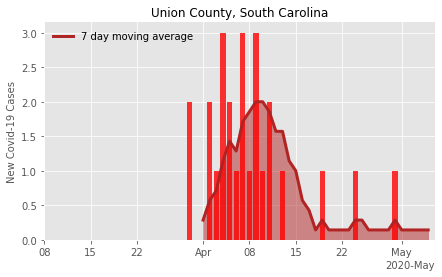 Union County, South Carolina
7 day moving average
New Covid-19 Cases
3.0
2.5
2.0
1.5
1.0
0.5
0.0
08 15 22 Apr 08 15 22 May
2020-May